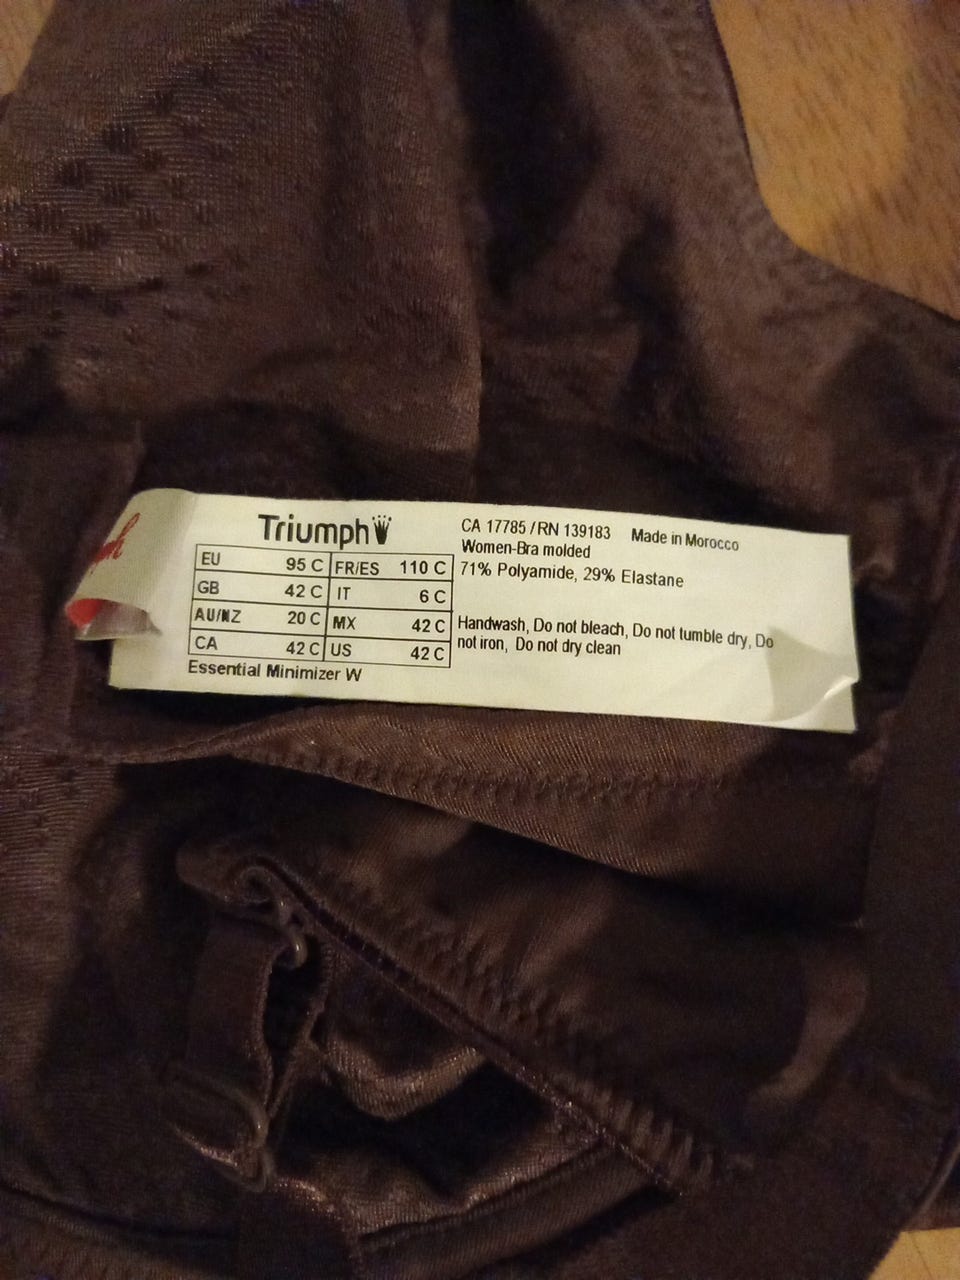 Triumph
EU 95 C FR/ES 110 C
GB 42 C IT 6 C
AU/NZ 20 C MX 42 C
CA 42 C US 42 C
Essential Minimizer W
CA 17785 / RN 139183 Made in Morocco
Women-Bra molded
71% Polyamide, 29% Elastane
Handwash, Do not bleach, Do not tumble dry, Do
not iron, Do not dry clean